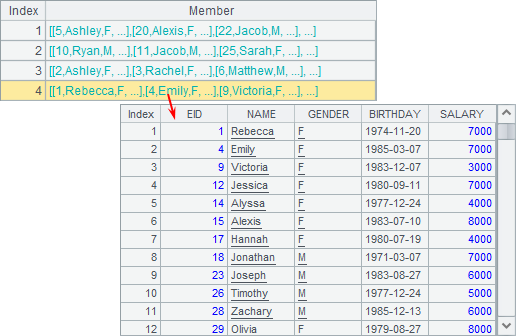 Index Member
1 [[5,Ashley,F, ...],[20,Alexis,F, ...],[22,Jacob,M, ...], ...]
2 [[10,Ryan,M, ...],[11,Jacob,M, ...],[25,Sarah,F, ...], ...]
3 [[2,Ashley,F, ...],[3,Rachel,F, ...],[6,Matthew,M, ...], ...]
4 [[1,Rebecca,F, ...],[4,Emily,F, ...],[9,Victoria,F, ...], ...]
Index EID NAME GENDER BIRTHDAY SALARY
1 1 Rebecca F 1974-11-20 7000
2 4 Emily F 1985-03-07 7000
3 9 Victoria F 1983-12-07 3000
4 12 Jessica F 1980-09-11 7000
5 14 Alyssa F 1977-12-24 4000
6 15 Alexis F 1983-07-10 8000
7 17 Hannah F 1980-07-19 4000
8 18 Jonathan M 1971-03-07 7000
9 23 Joseph M 1983-08-27 6000
10 26 Timothy M 1977-12-24 5000
11 28 Zachary M 1985-12-13 6000
12 29 Olivia F 1979-08-27 8000